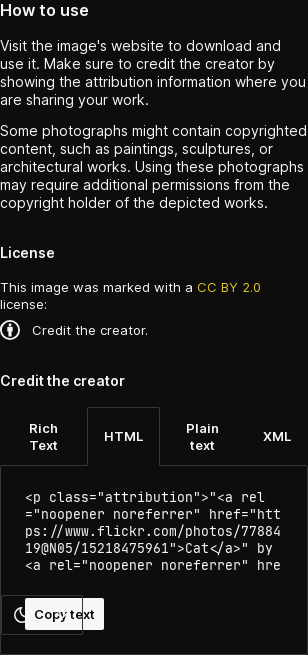 How to use
Visit the image's website to download and
use it. Make sure to credit the creator by
showing the attribution information where you
are sharing your work.
Some photographs might contain copyrighted
content, such as paintings, sculptures, or
architectural works. Using these photographs
may require additional permissions from the
copyright holder of the depicted works.
License
This image was marked with a CC BY 2.0
license:
Credit the creator.
Credit the creator
Rich Text
HTML
Plain text
XML
<p class="attribution">"<a rel
="noopener noreferrer" href="htt
ps://www.flickr.com/photos/77884
19@N05/15218475961">Cat</a>" by
<a rel="noopener noreferrer" hre
Copy text